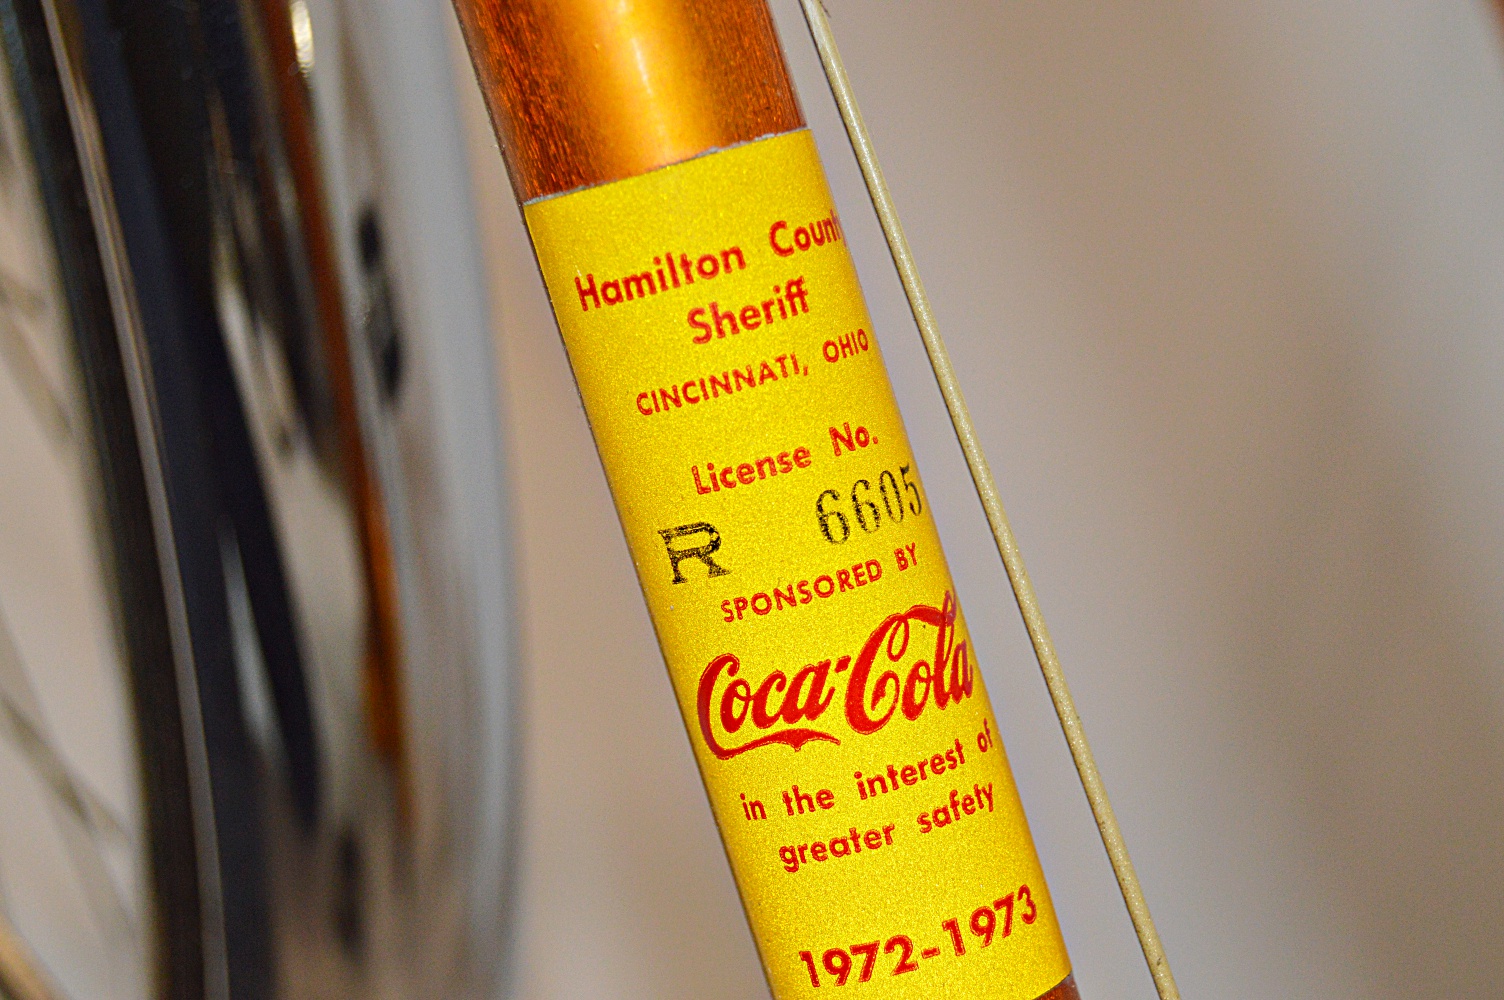 Hamilton County
Sheriff
CINCINNATI, OHIO
License No.
R 6605
SPONSORED BY
Coca-Cola
in the interest of
greater safety
1972-1973